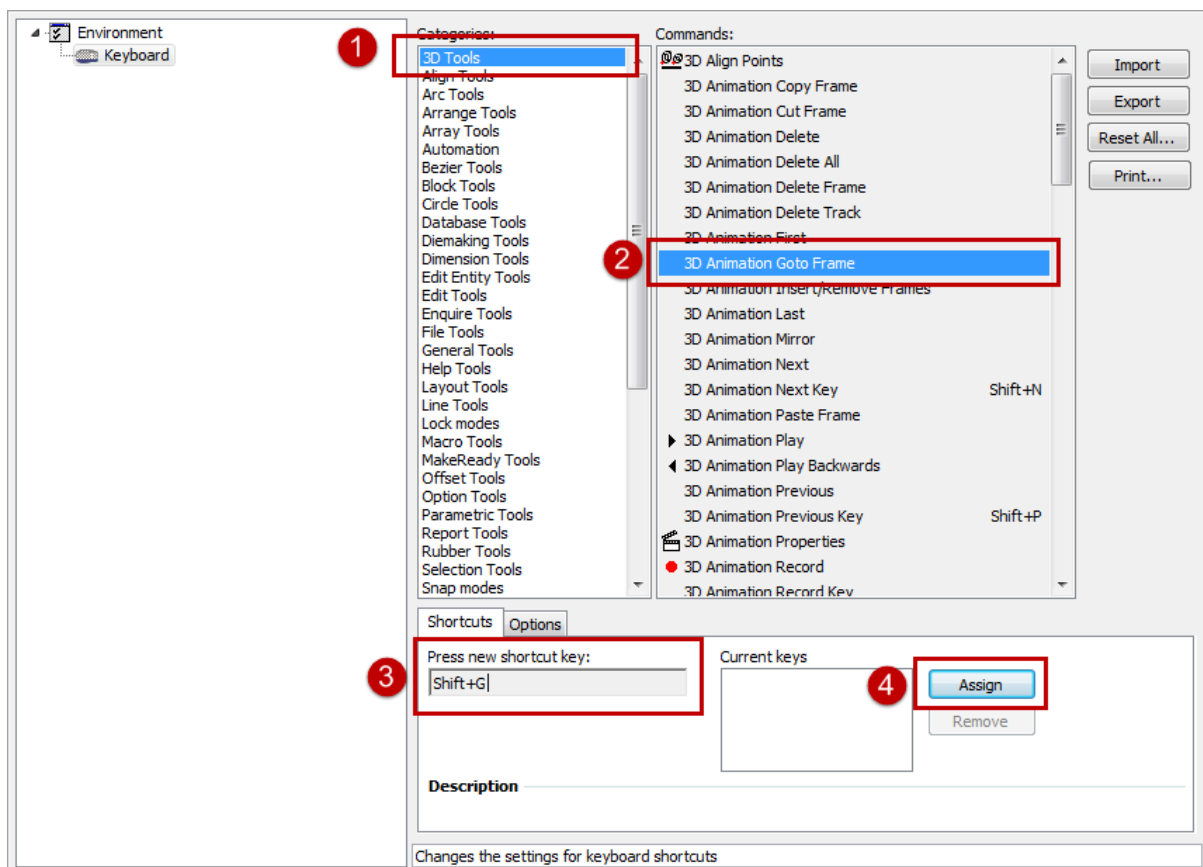 Environment
Keyboard
1
Categories:
3D Tools
Align Tools
Arc Tools
Arrange Tools
Array Tools
Automation
Bezier Tools
Block Tools
Circle Tools
Database Tools
Diemaking Tools
Dimension Tools
Edit Entity Tools
Edit Tools
Enquire Tools
File Tools
General Tools
Help Tools
Layout Tools
Line Tools
Lock modes
Macro Tools
MakeReady Tools
Offset Tools
Option Tools
Parametric Tools
Report Tools
Rubber Tools
Selection Tools
Snap modes
Commands:
3D Align Points
3D Animation Copy Frame
3D Animation Cut Frame
3D Animation Delete
3D Animation Delete All
3D Animation Delete Frame
3D Animation Delete Track
3D Animation First
2
3D Animation Goto Frame
3D Animation Insert/Remove Frames
3D Animation Last
3D Animation Mirror
3D Animation Next
3D Animation Next Key Shift+N
3D Animation Paste Frame
3D Animation Play
3D Animation Play Backwards
3D Animation Previous
3D Animation Previous Key Shift+P
3D Animation Properties
3D Animation Record
3D Animation Record Key
Import
Export
Reset All...
Print...
Shortcuts Options
3
Press new shortcut key:
Shift+G
Current keys
4
Assign
Remove
Description
Changes the settings for keyboard shortcuts